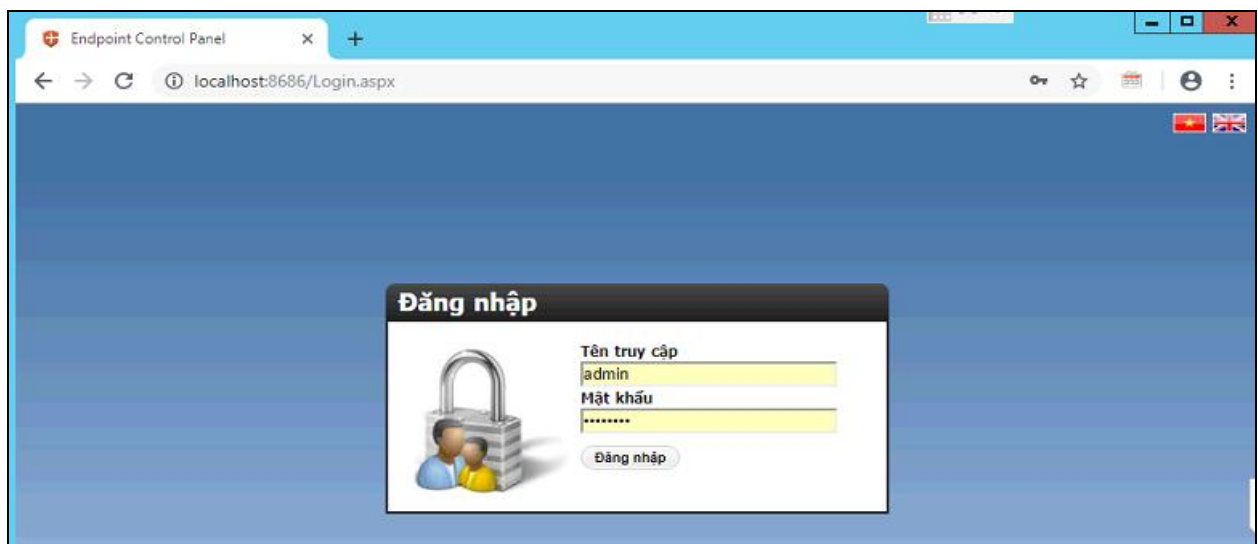 Endpoint Control Panel
localhost:8686/Login.aspx
Đăng nhập
Tên truy cập
admin
Mật khẩu
••••••••
Đăng nhập